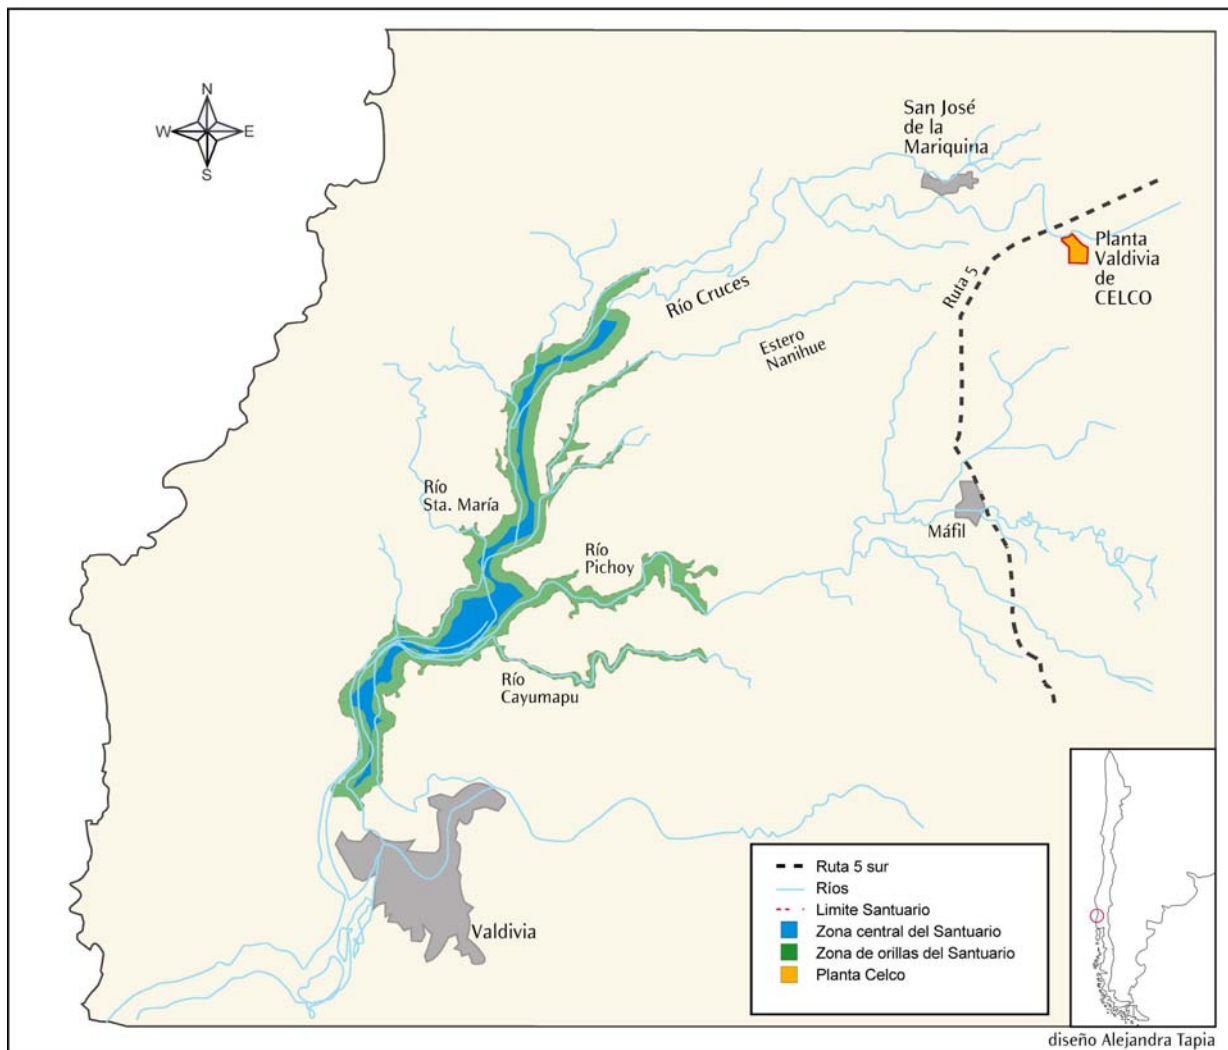 N
W
E
S
San José
de la
Mariquina
Planta
Valdivia
de
CELCO
Ruta 5
Río Cruces
Estero
Nanihue
Río
Sta. María
Máfil
Río
Pichoy
Río
Cayumapu
Valdivia
Ruta 5 sur
Ríos
Limite Santuario
Zona central del Santuario
Zona de orillas del Santuario
Planta Celco
diseño Alejandra Tapia